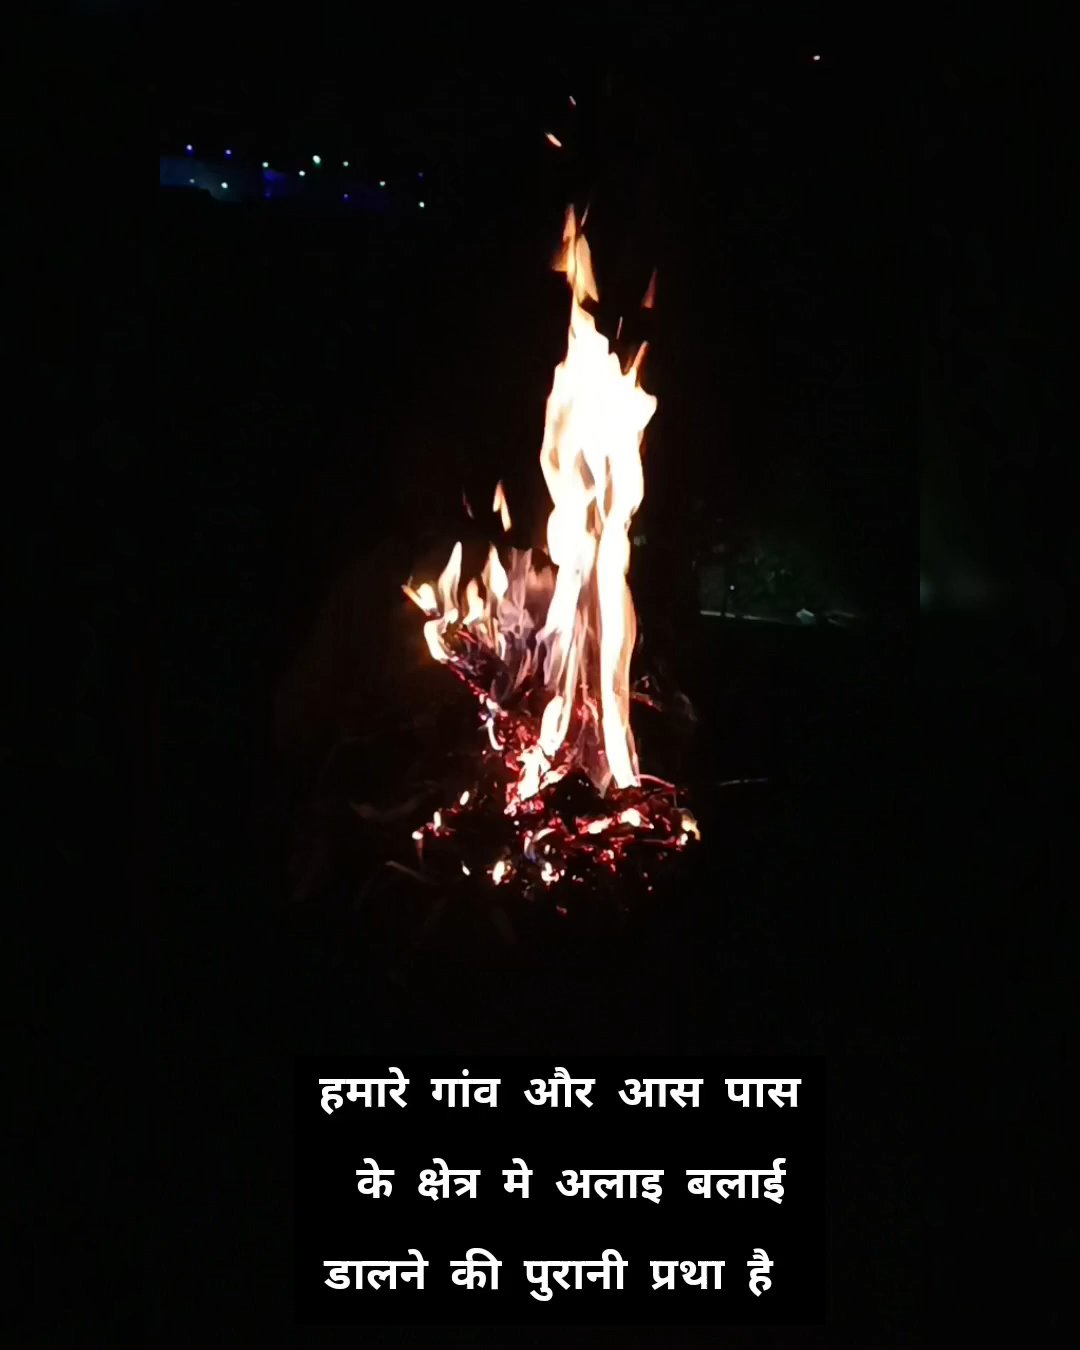 हमारे गांव और आस पास
के क्षेत्र मे अलाइ बलाई
डालने की पुरानी प्रथा है